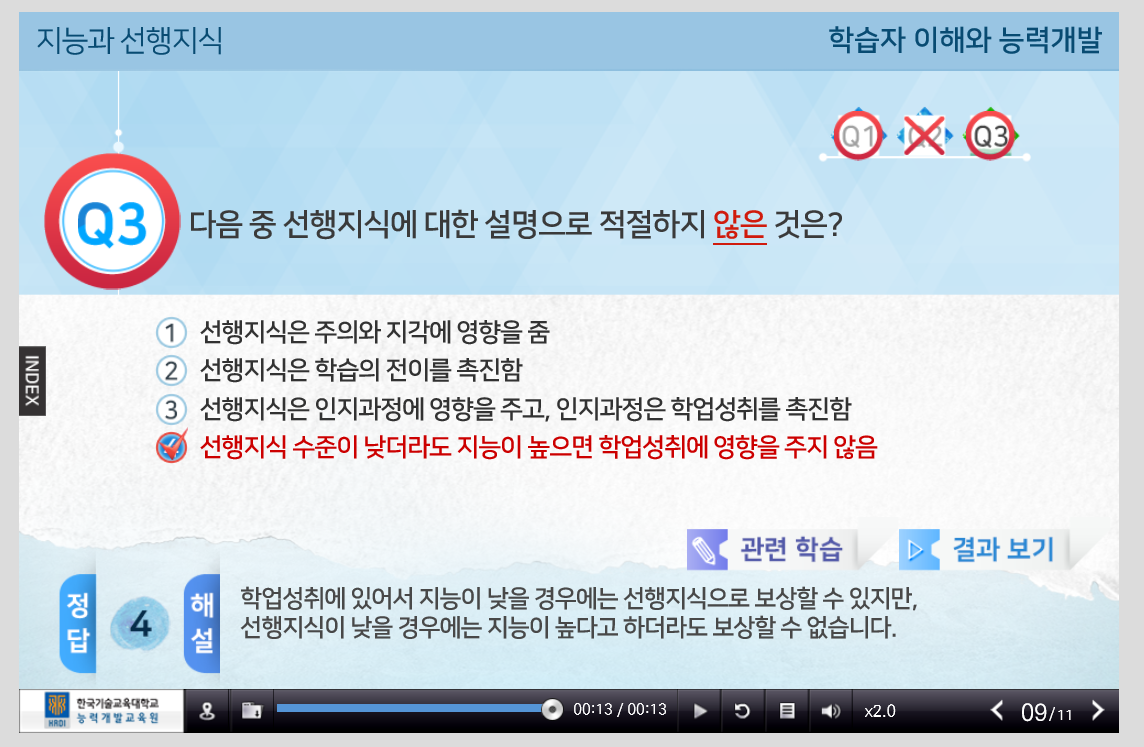 지능과 선행지식
학습자 이해와 능력개발
Q1 Q2 Q3
Q3 다음 중 선행지식에 대한 설명으로 적절하지 않은 것은?
1 선행지식은 주의와 지각에 영향을 줌
2 선행지식은 학습의 전이를 촉진함
3 선행지식은 인지과정에 영향을 주고, 인지과정은 학업성취를 촉진함
선행지식 수준이 낮더라도 지능이 높으면 학업성취에 영향을 주지 않음
INDEX
관련 학습
결과 보기
정답
4
해설
학업성취에 있어서 지능이 낮을 경우에는 선행지식으로 보상할 수 있지만,
선행지식이 낮을 경우에는 지능이 높다고 하더라도 보상할 수 없습니다.
HRDI
한국기술교육대학교
능력개발교육원
00:13 / 00:13
x2.0
09/11